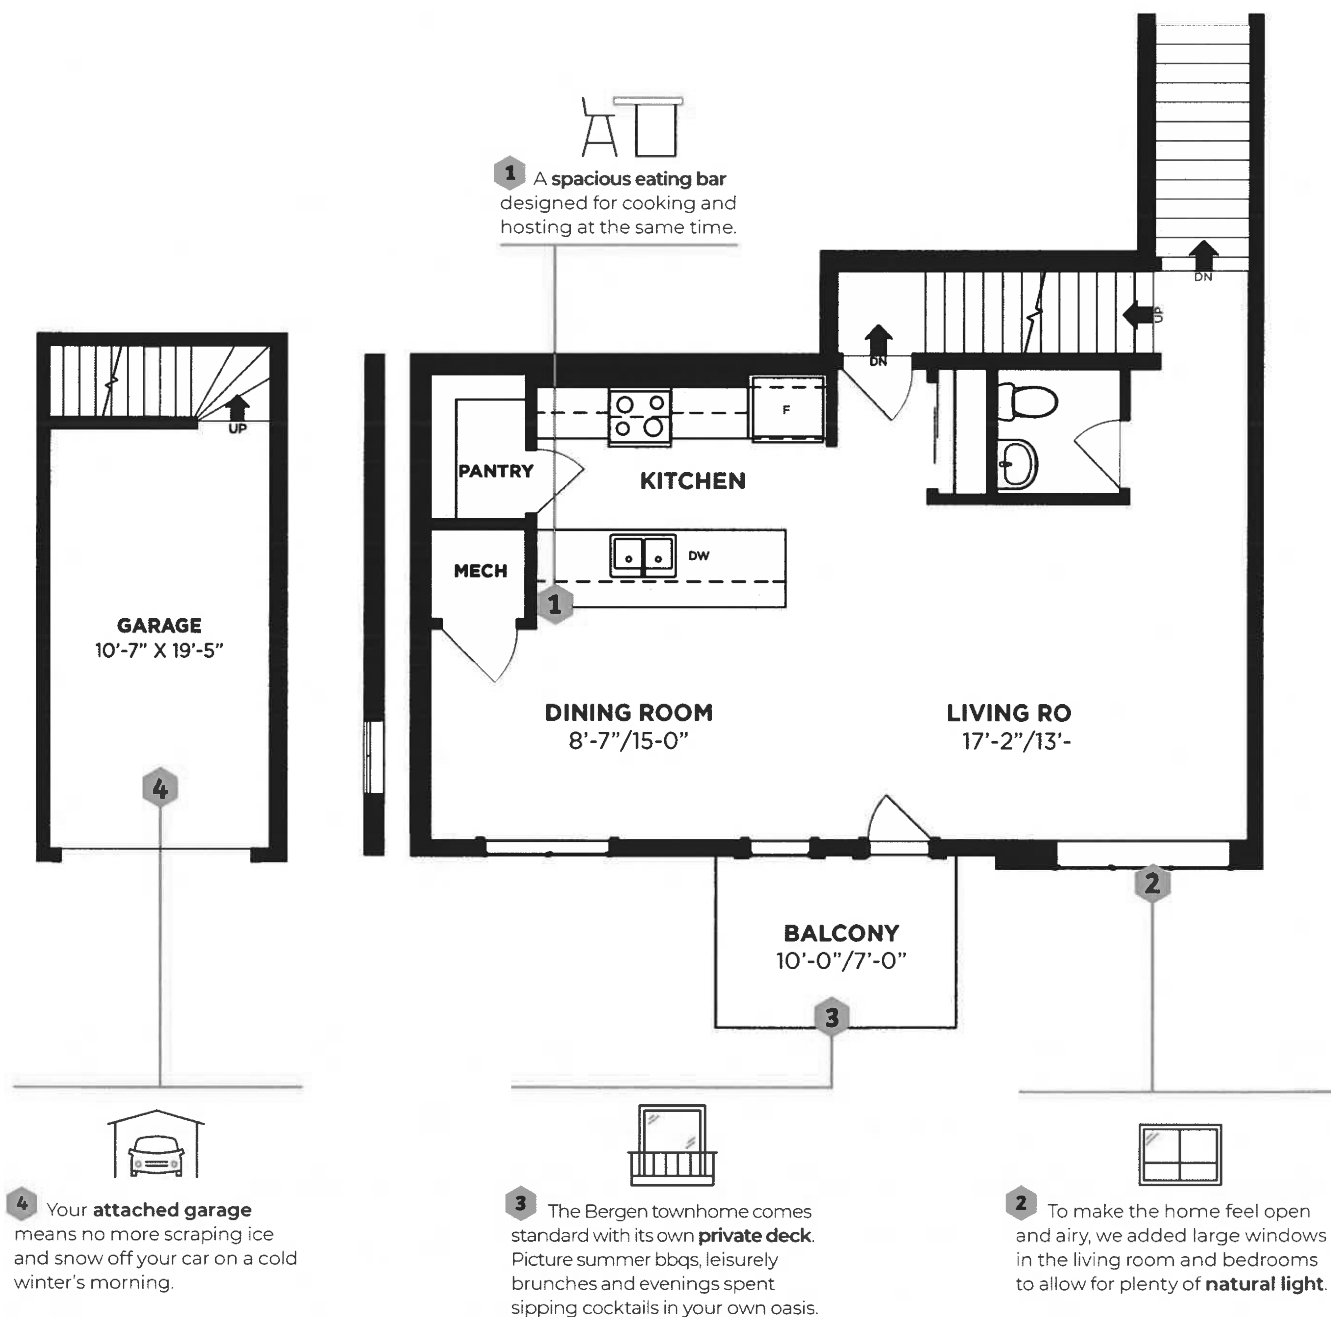 1 A spacious eating bar
designed for cooking and
hosting at the same time.
DN
UP
DN
UP
F
PANTRY
KITCHEN
DW
MECH
1
GARAGE
10'-7" X 19'-5"
DINING ROOM
8'-7"/15-0"
LIVING RO
17'-2"/13'-
4
2
BALCONY
10'-0"/7'-0"
3
4 Your attached garage
means no more scraping ice
and snow off your car on a cold
winter's morning.
3 The Bergen townhome comes
standard with its own private deck.
Picture summer bbqs, leisurely
brunches and evenings spent
sipping cocktails in your own oasis.
2 To make the home feel open
and airy, we added large windows
in the living room and bedrooms
to allow for plenty of natural light.